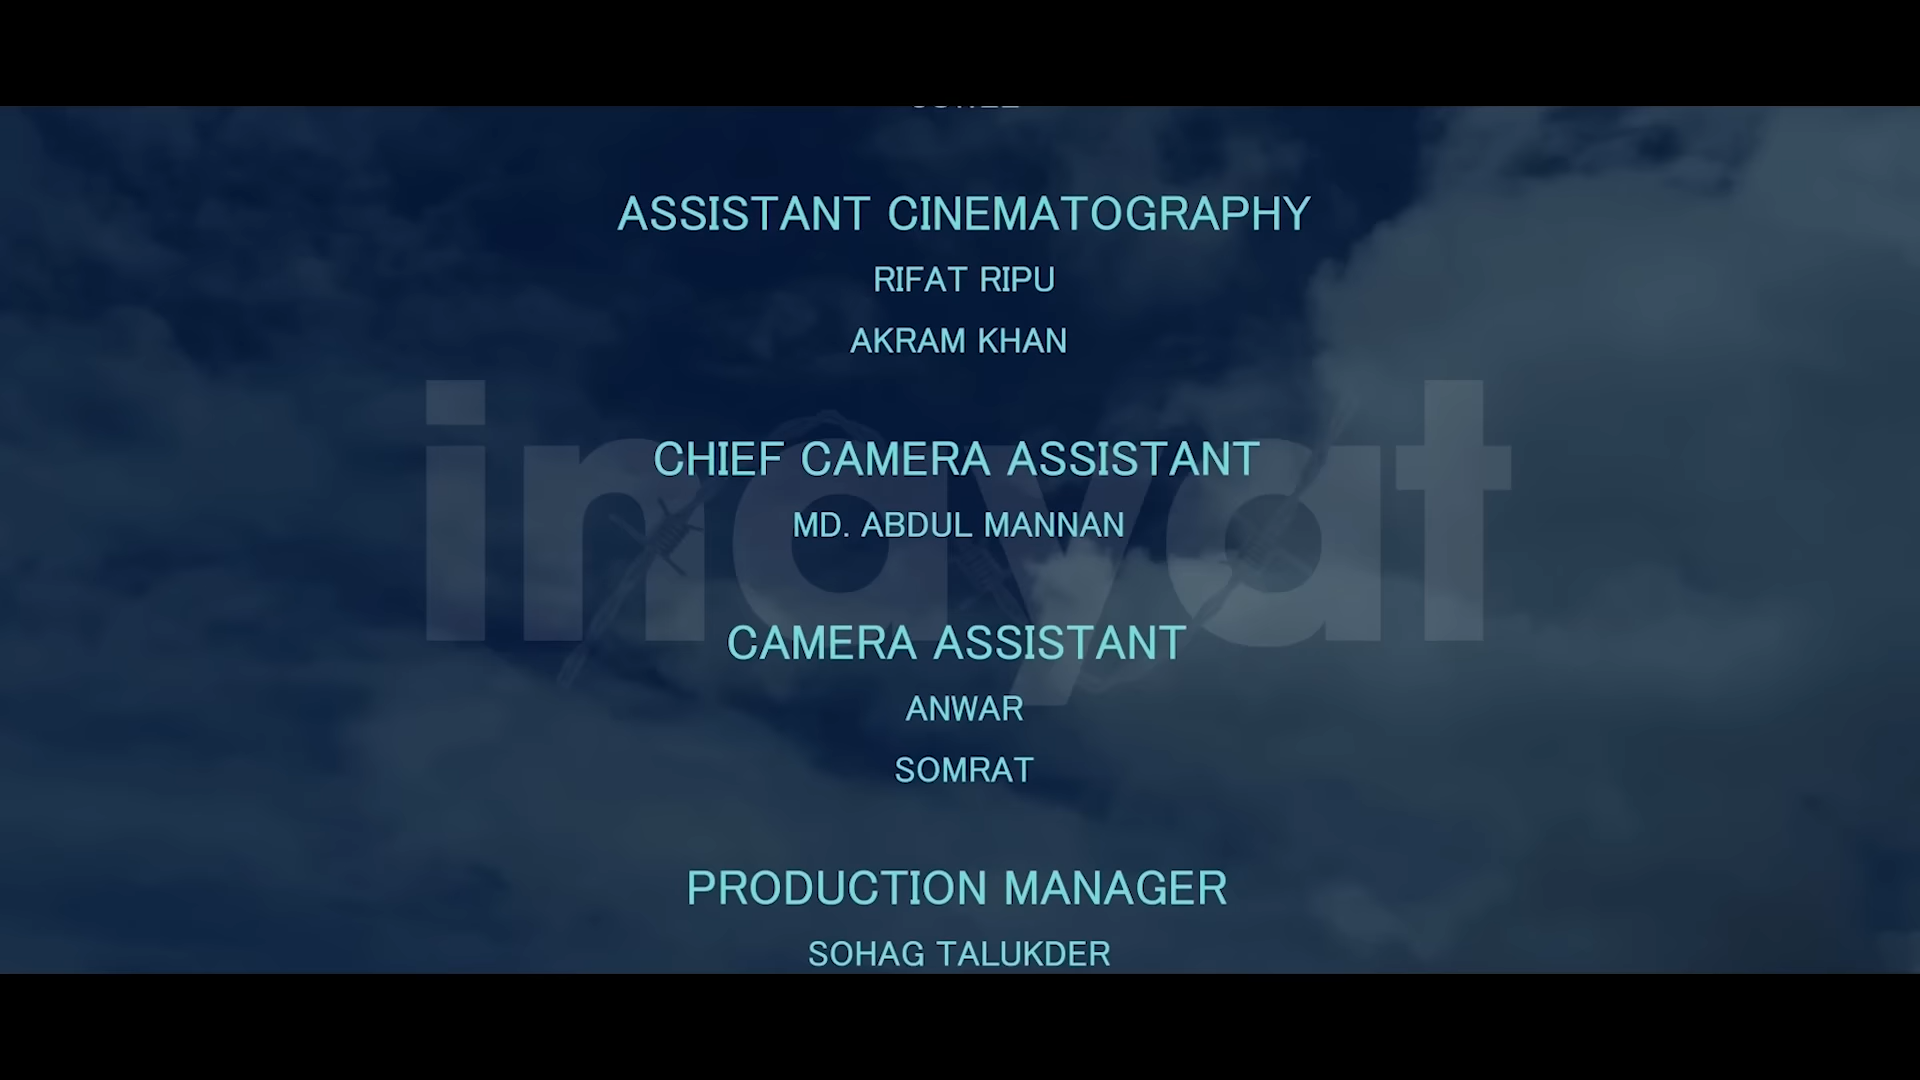 ASSISTANT CINEMATOGRAPHY
RIFAT RIPU
AKRAM KHAN
inayat
CHIEF CAMERA ASSISTANT
MD. ABDUL MANNAN
CAMERA ASSISTANT
ANWAR
SOMRAT
PRODUCTION MANAGER
SOHAG TALUKDER